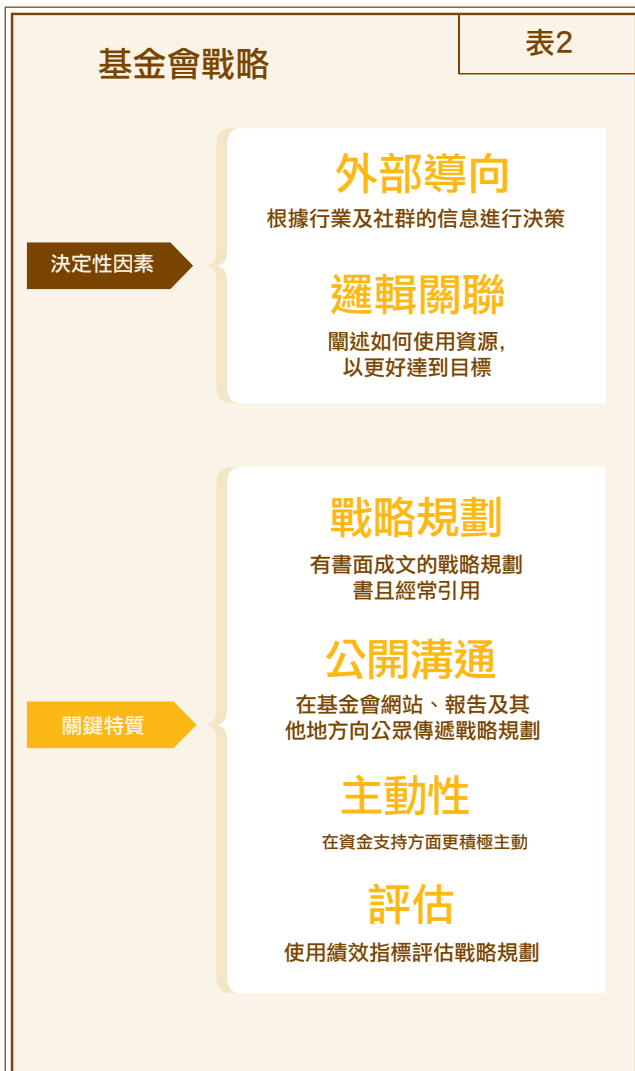 基金會戰略
表2
決定性因素
外部導向
根據行業及社群的信息進行決策
邏輯關聯
闡述如何使用資源，
以更好達到目標
關鍵特質
戰略規劃
有書面成文的戰略規劃
書且經常引用
公開溝通
在基金會網站、報告及其
他地方向公眾傳遞戰略規劃
主動性
在資金支持方面更積極主動
評估
使用績效指標評估戰略規劃